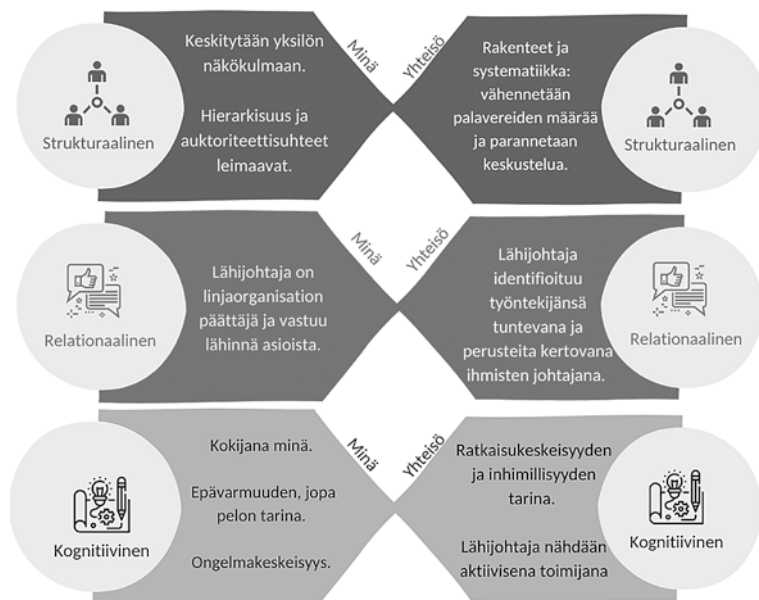 Strukturaalinen
Keskitytään yksilön
näkökulmaan.
Hierarkisuus ja
auktoriteettisuhteet
leimaavat.
Minä
Yhteisö
Rakenteet ja
systematiikka:
vähennetään
palavereiden määrää
ja parannetaan
keskustelua.
Strukturaalinen
Relationaalinen
Lähijohtaja on
linjaorganisation
päättäjä ja vastuu
lähinnä asioista.
Minä
Yhteisö
Lähijohtaja
identifioituu
työntekijänsä
tuntevana ja
perusteita kertovana
ihmisten johtajana.
Relationaalinen
Kognitiivinen
Kokijana minä.
Epävarmuuden, jopa
pelon tarina.
Ongelmakeskeisyys.
Minä
Yhteisö
Ratkaisukeskeisyyden
ja inhimillisyyden
tarina.
Lähijohtaja nähdään
aktiivisena toimijana
Kognitiivinen